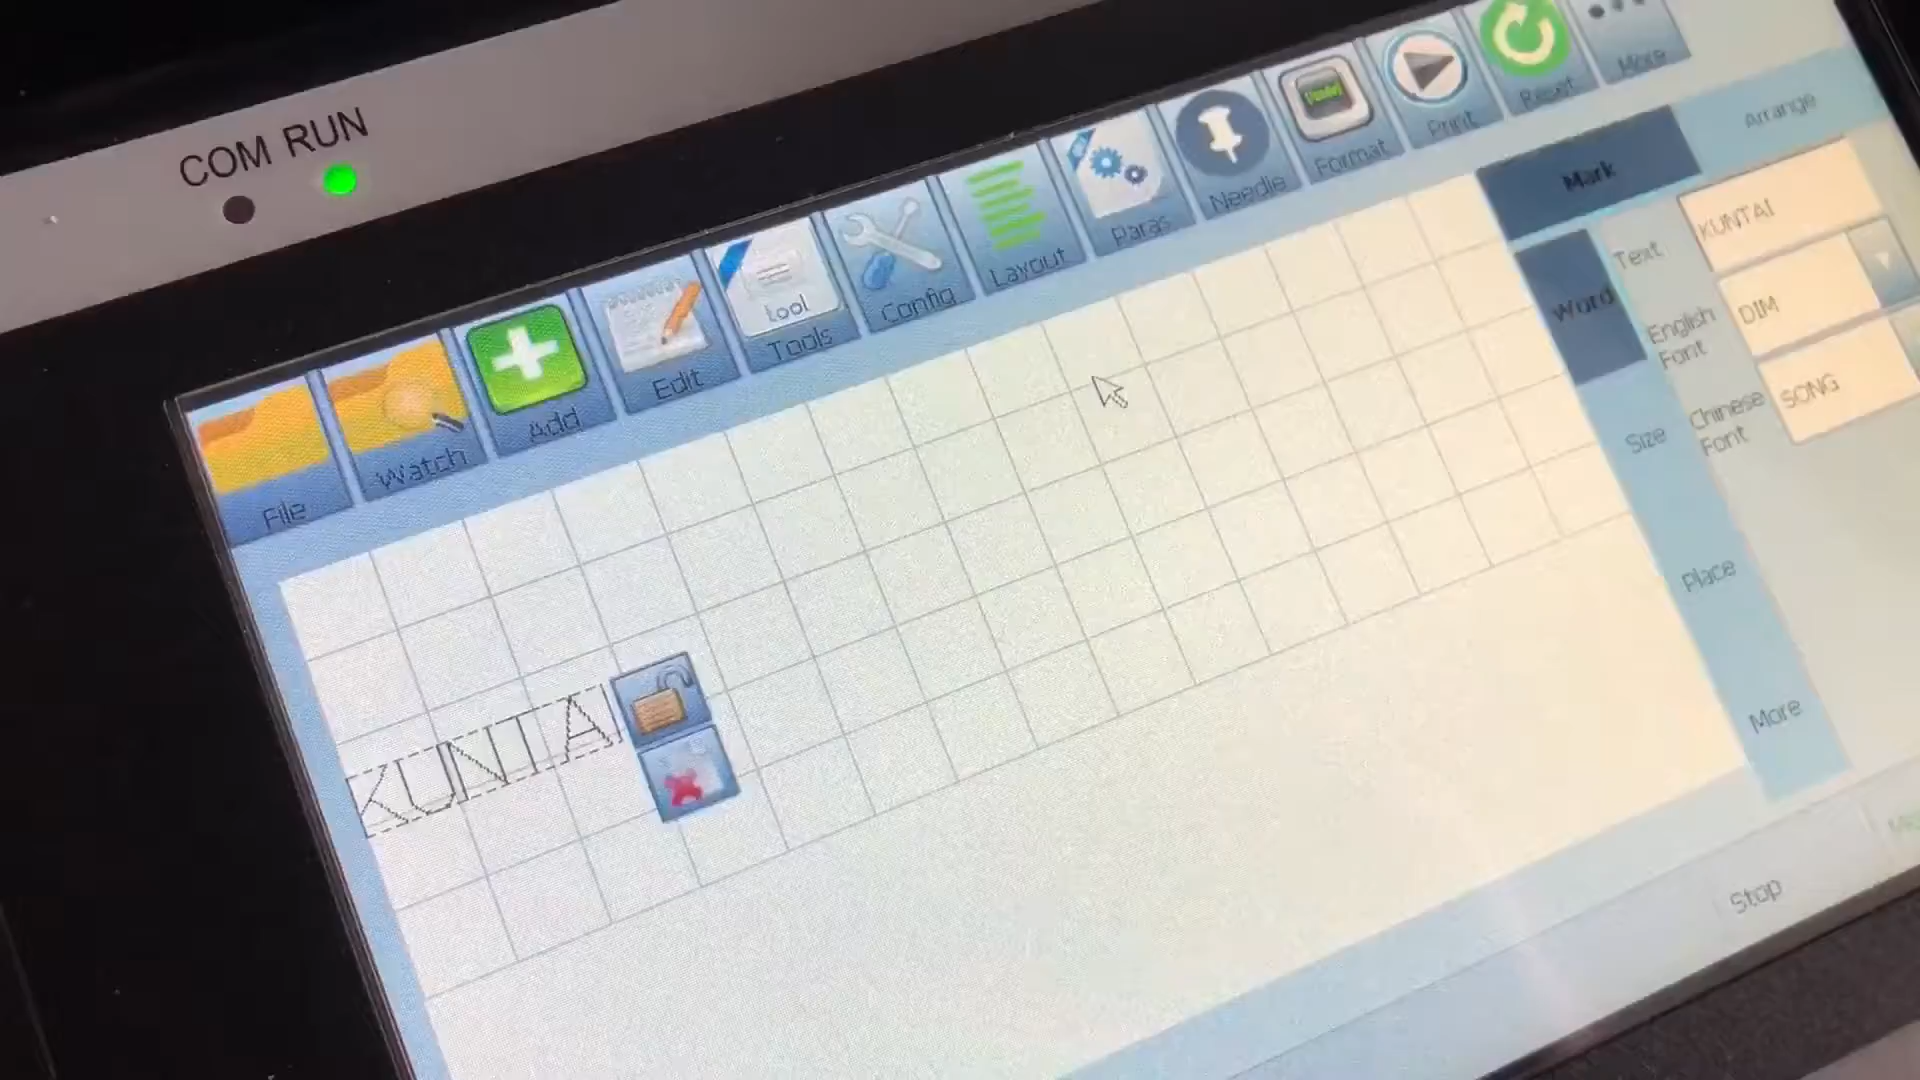 COM RUN
File
Watch
Add
Edit
tool
Tools
Config
Layout
Paras
Needle
Format
Print
Reset
More
Mark
Arrange
Word
Size
Place
More
Text
KUNTAI
English Font
DIM
Chinese Font
SONG
KUNTAI
Stop